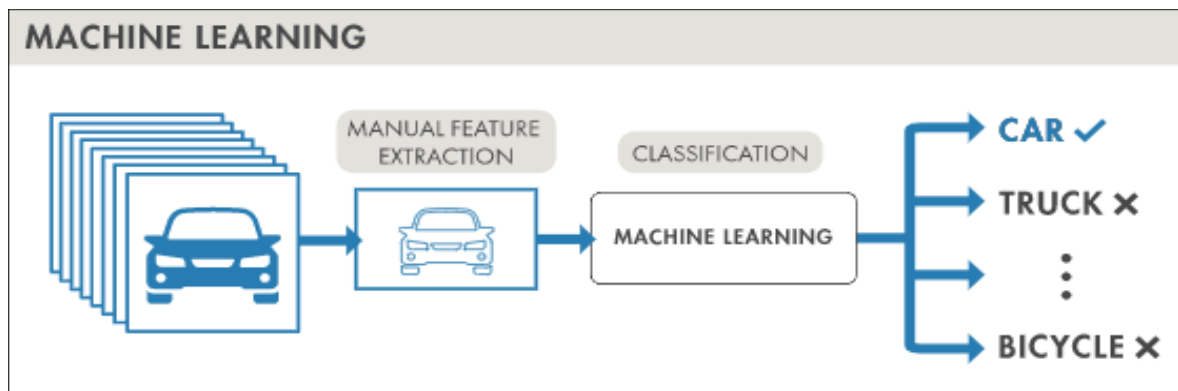 MACHINE LEARNING
MANUAL FEATURE
EXTRACTION
CLASSIFICATION
MACHINE LEARNING
CAR
TRUCK
BICYCLE